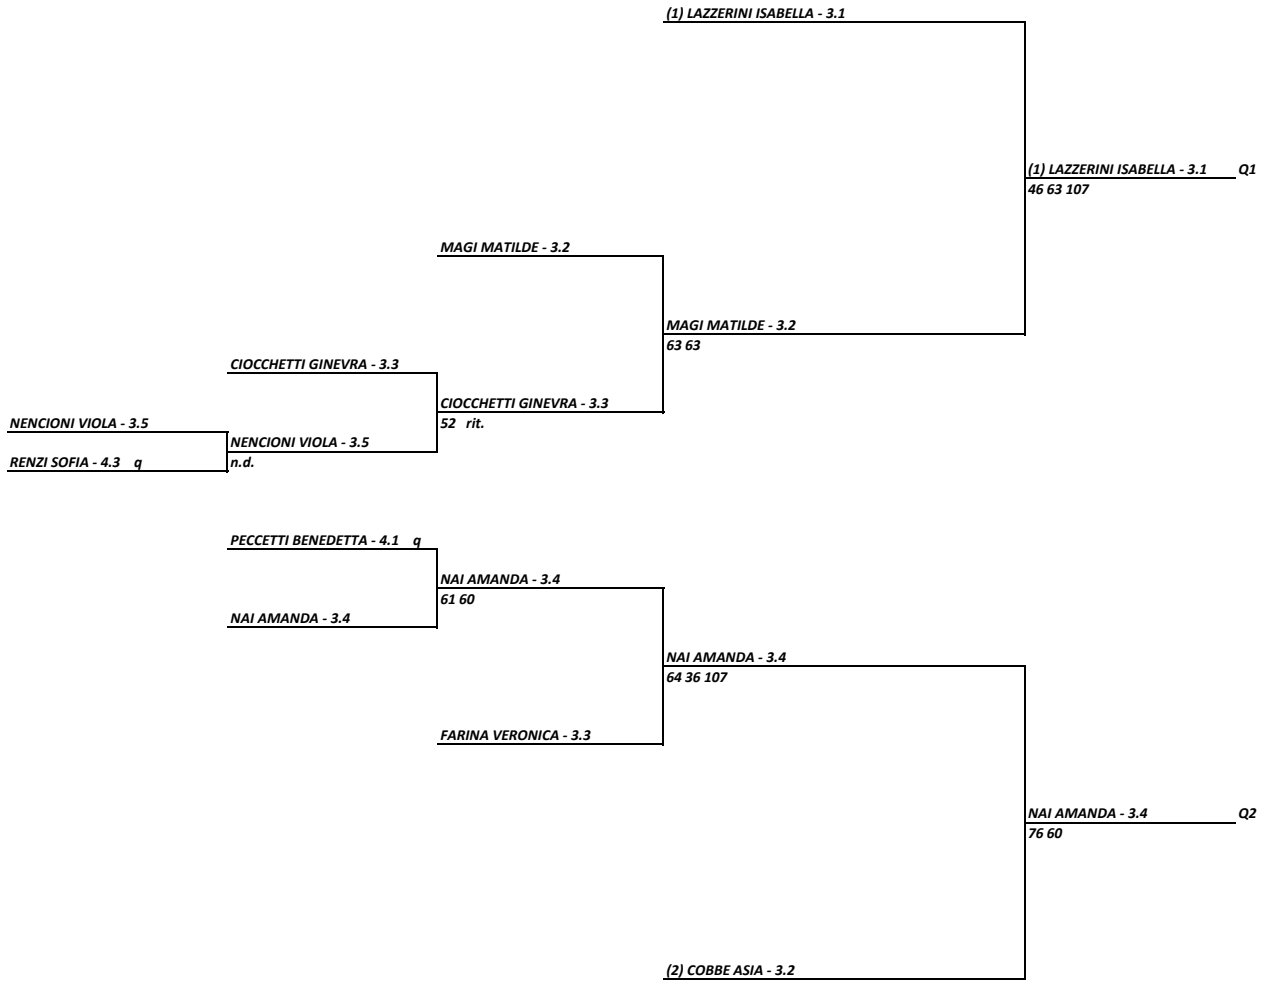 (1) LAZZERINI ISABELLA - 3.1
(1) LAZZERINI ISABELLA - 3.1 Q1
46 63 107
MAGI MATILDE - 3.2
MAGI MATILDE - 3.2
63 63
CIOCCHETTI GINEVRA - 3.3
CIOCCHETTI GINEVRA - 3.3
52 rit.
NENCIONI VIOLA - 3.5
NENCIONI VIOLA - 3.5
RENZI SOFIA - 4.3 q
n.d.
PECCETTI BENEDETTA - 4.1 q
NAI AMANDA - 3.4
61 60
NAI AMANDA - 3.4
NAI AMANDA - 3.4
64 36 107
FARINA VERONICA - 3.3
NAI AMANDA - 3.4 Q2
76 60
(2) COBBE ASIA - 3.2